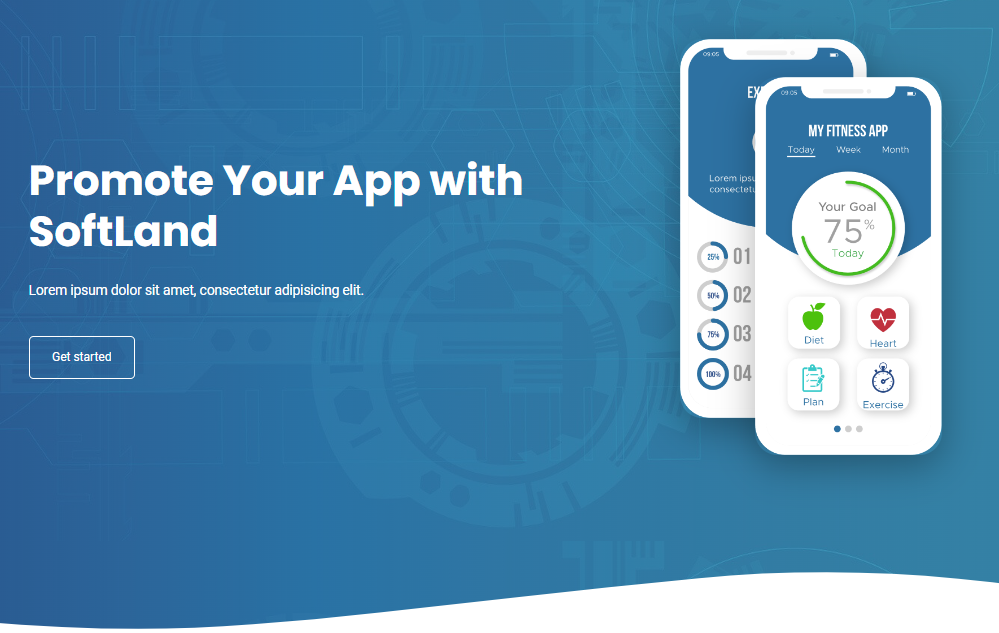 Promote Your App with
SoftLand
Lorem ipsum dolor sit amet, consectetur adipisicing elit.
Get started
09:05
25% 01
50% 02
75% 03
100% 04
09:05
MY FITNESS APP
Today Week Month
Your Goal
75%
Today
Diet Heart
Plan Exercise